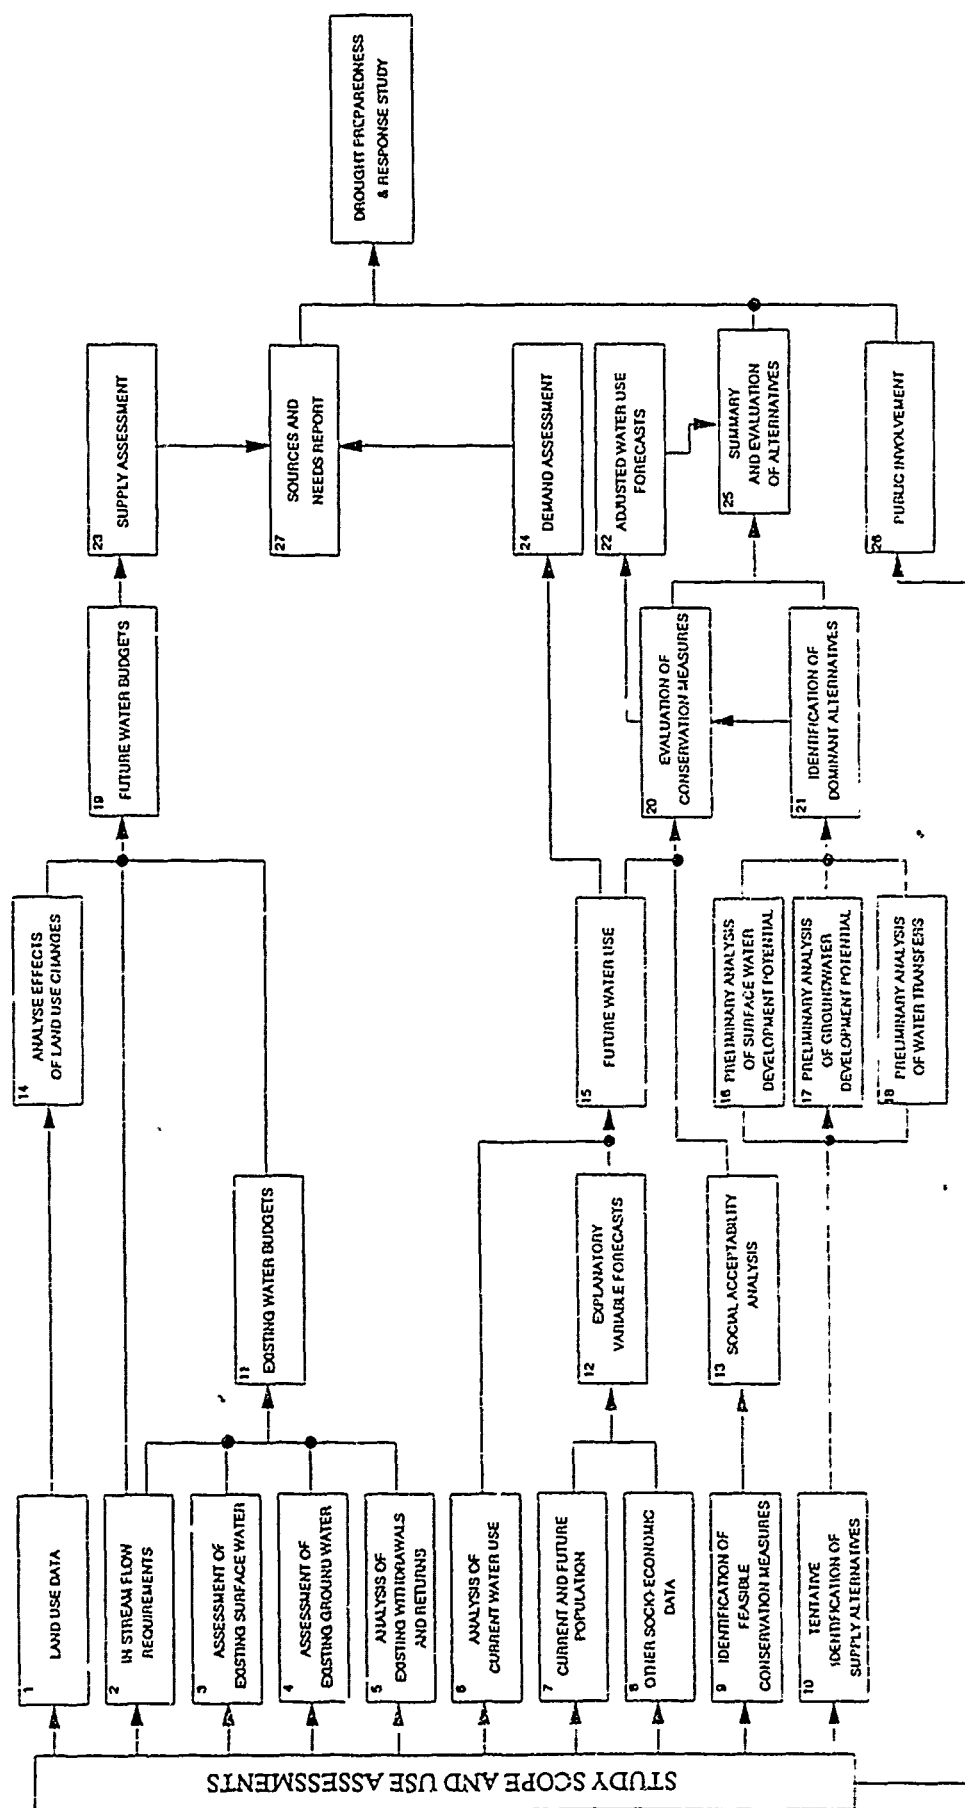 STUDY SCOPE AND USE ASSESSMENTS
1
LAND USE DATA
2
IN STREAM FLOW
REQUIREMENTS
3
ASSESSMENT OF
EXISTING SURFACE WATER
4
ASSESSMENT OF
EXISTING GROUND WATER
5
ANALYSIS OF
EXISTING WITHDRAWALS
AND RETURNS
6
ANALYSIS OF
CURRENT WATER USE
7
CURRENT AND FUTURE
POPULATION
8
OTHER SOCIO-ECONOMIC
DATA
9
IDENTIFICATION OF
FEASIBLE
CONSERVATION MEASURES
10
TENTATIVE
IDENTIFICATION OF
SUPPLY ALTERNATIVES
11
EXISTING WATER BUDGETS
12
EXPLANATORY
VARIABLE FORECASTS
13
SOCIAL ACCEPTABILITY
ANALYSIS
14
ANALYSE EFFECTS
OF LAND USE CHANGES
15
FUTURE WATER USE
16
PRELIMINARY ANALYSIS
OF SURFACE WATER
DEVELOPMENT POTENTIAL
17
PRELIMINARY ANALYSIS
OF GROUNDWATER
DEVELOPMENT POTENTIAL
18
PRELIMINARY ANALYSIS
OF WATER TRANSFERS
19
FUTURE WATER BUDGETS
20
EVALUATION OF
CONSERVATION MEASURES
21
IDENTIFICATION OF
DOMINANT ALTERNATIVES
23
SUPPLY ASSESSMENT
27
SOURCES AND
NEEDS REPORT
24
DEMAND ASSESSMENT
22
ADJUSTED WATER USE
FORECASTS
25
SUMMARY
AND EVALUATION
OF ALTERNATIVES
26
PUBLIC INVOLVEMENT
DROUGHT PREPAREDNESS
& RESPONSE STUDY